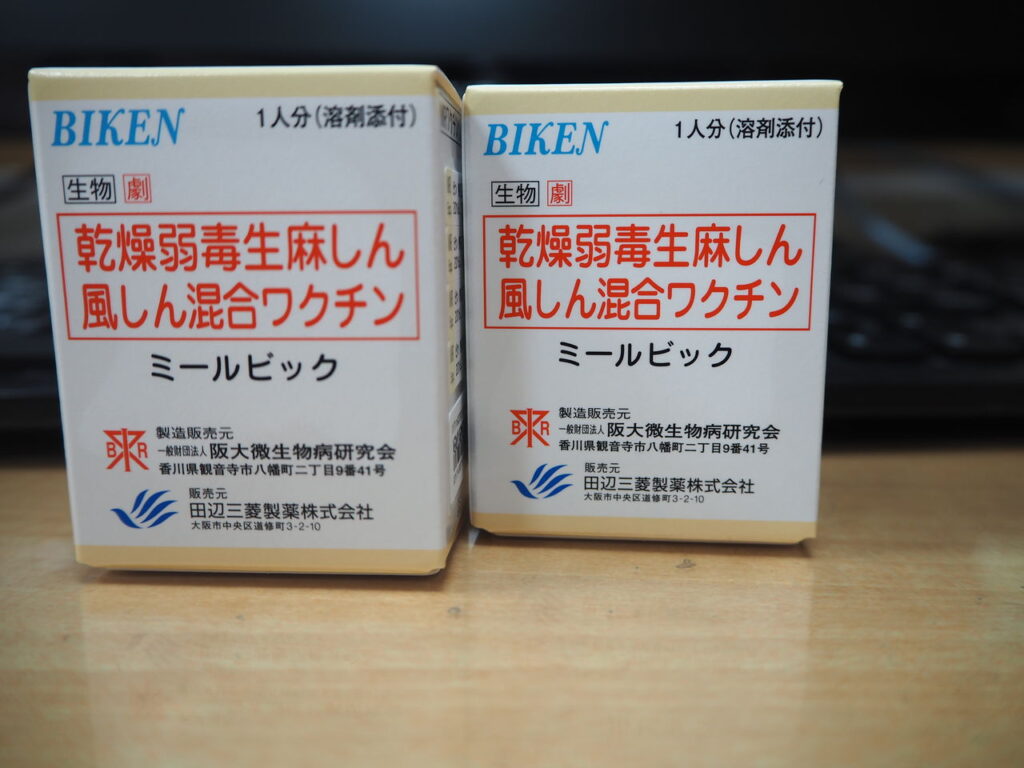 BIKEN 1人分(溶剤添付)
生物 劇
乾燥弱毒生麻しん
風しん混合ワクチン
ミールビック
製造販売元
一般財団法人 阪大微生物病研究会
香川県観音寺市八幡町二丁目9番41号
販売元
田辺三菱製薬株式会社
大阪市中央区道修町3-2-10
BIKEN 1人分(溶剤添付)
生物 劇
乾燥弱毒生麻しん
風しん混合ワクチン
ミールビック
製造販売元
一般財団法人 阪大微生物病研究会
香川県観音寺市八幡町二丁目9番41号
販売元
田辺三菱製薬株式会社
大阪市中央区道修町3-2-10